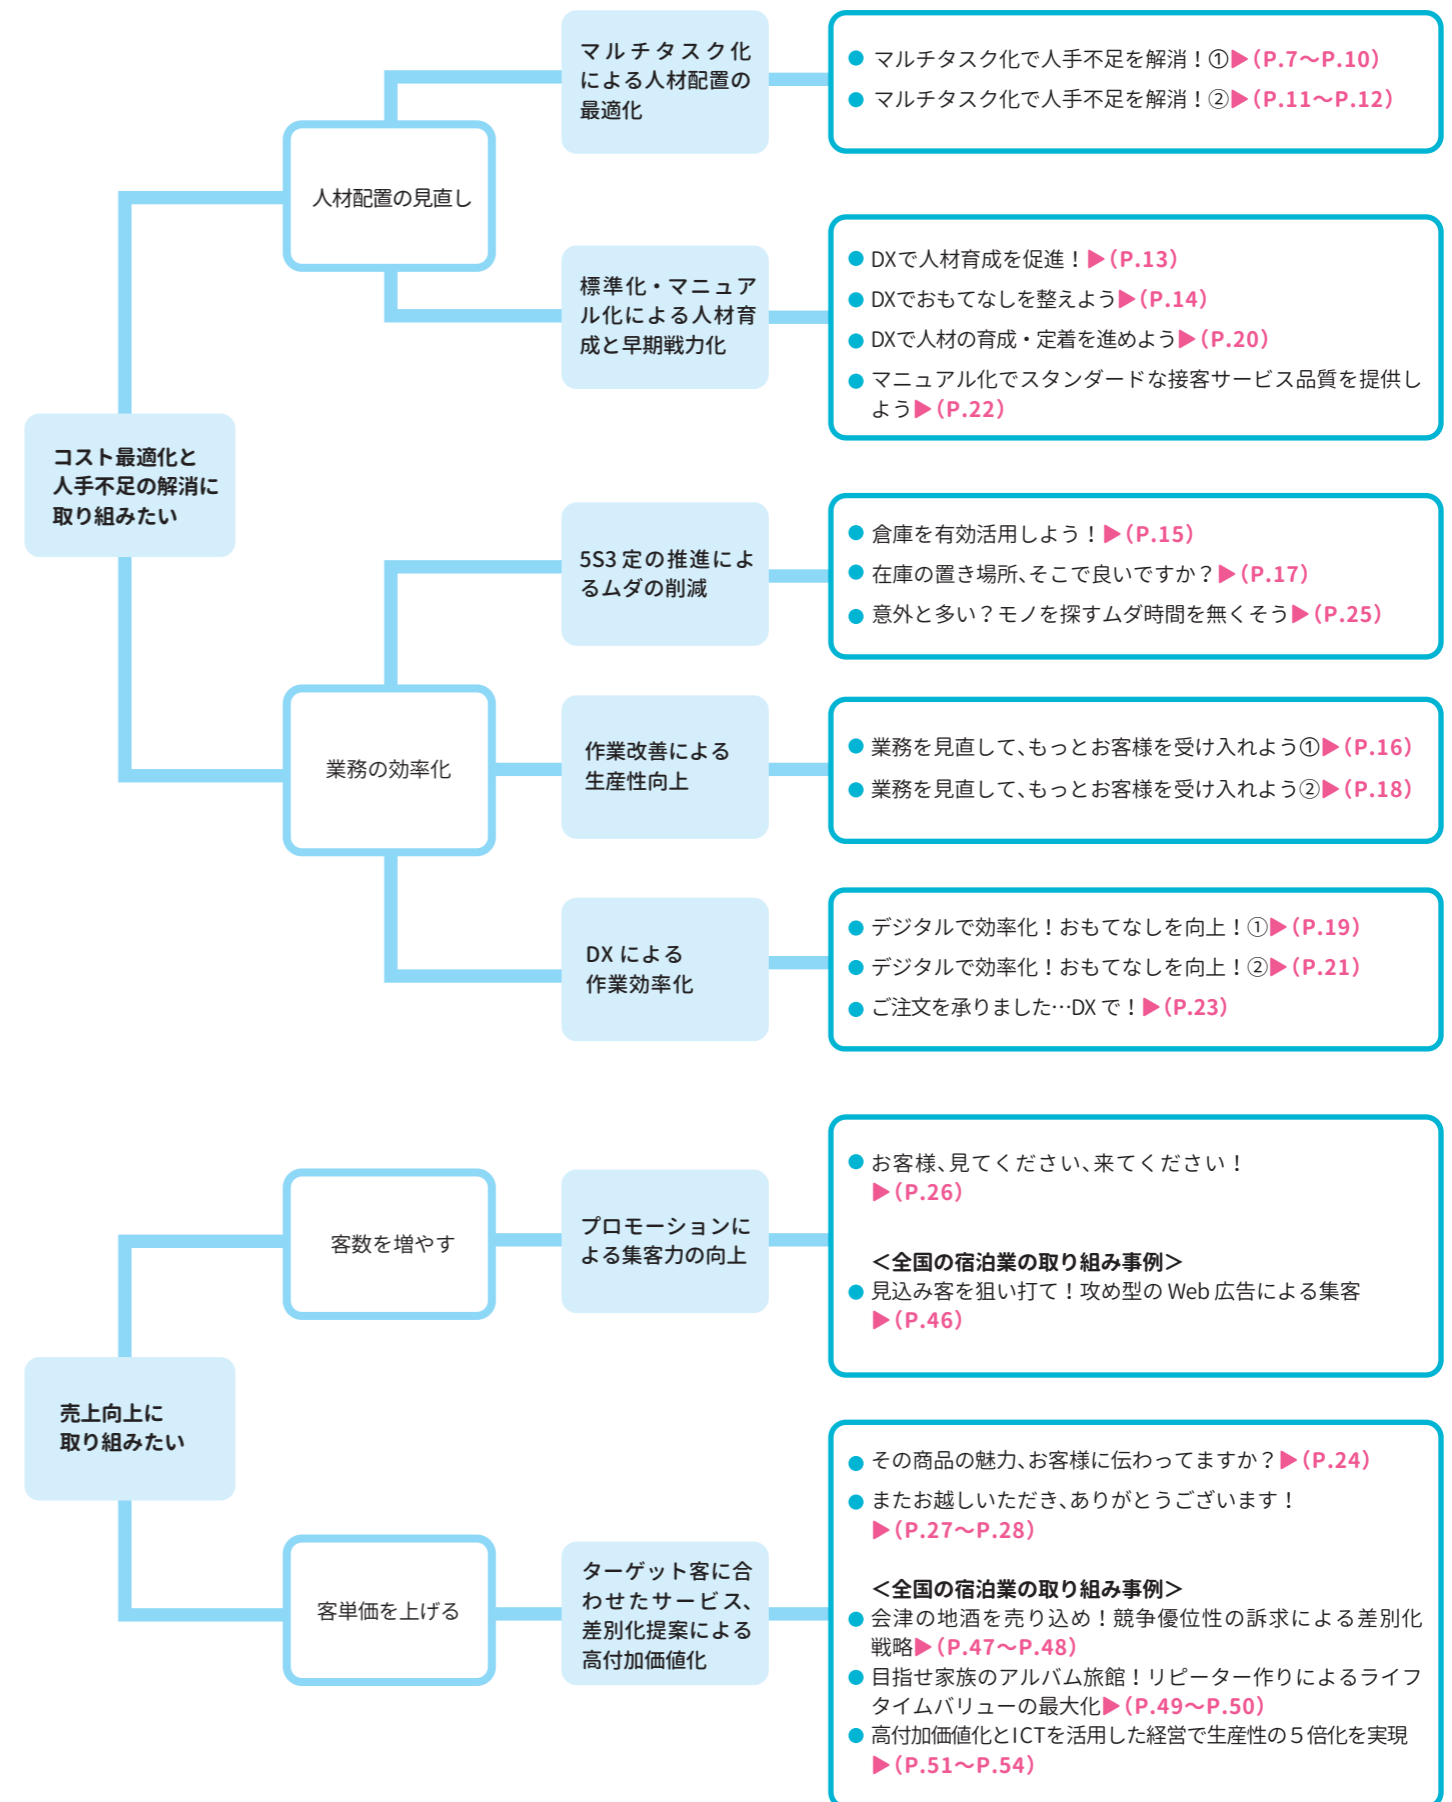 コスト最適化と
人手不足の解消に
取り組みたい
人材配置の見直し
マルチタスク化
による人材配置の
最適化
マルチタスク化で人手不足を解消！①▶（P.7～P.10）
マルチタスク化で人手不足を解消！②▶（P.11～P.12）
標準化・マニュア
ル化による人材育
成と早期戦力化
DXで人材育成を促進！▶（P.13）
DXでおもてなしを整えよう▶（P.14）
DXで人材の育成・定着を進めよう▶（P.20）
マニュアル化でスタンダードな接客サービス品質を提供し
よう▶（P.22）
業務の効率化
5S3 定の推進によ
るムダの削減
倉庫を有効活用しよう！▶（P.15）
在庫の置き場所、そこで良いですか？▶（P.17）
意外と多い？モノを探すムダ時間を無くそう▶（P.25）
作業改善による
生産性向上
業務を見直して、もっとお客様を受け入れよう①▶（P.16）
業務を見直して、もっとお客様を受け入れよう②▶（P.18）
DX による
作業効率化
デジタルで効率化！おもてなしを向上！①▶（P.19）
デジタルで効率化！おもてなしを向上！②▶（P.21）
ご注文を承りました…DX で！▶（P.23）
売上向上に
取り組みたい
客数を増やす
プロモーションに
よる集客力の向上
お客様、見てください、来てください！
▶（P.26）
＜全国の宿泊業の取り組み事例＞
見込み客を狙い打て！攻め型の Web 広告による集客
▶（P.46）
客単価を上げる
ターゲット客に合
わせたサービス、
差別化提案による
高付加価値化
その商品の魅力、お客様に伝わってますか？▶（P.24）
またお越しいただき、ありがとうございます！
▶（P.27～P.28）
＜全国の宿泊業の取り組み事例＞
会津の地酒を売り込め！競争優位性の訴求による差別化
戦略▶（P.47～P.48）
目指せ家族のアルバム旅館！リピーター作りによるライフ
タイムバリューの最大化▶（P.49～P.50）
高付加価値化とICTを活用した経営で生産性の５倍化を実現
▶（P.51～P.54）